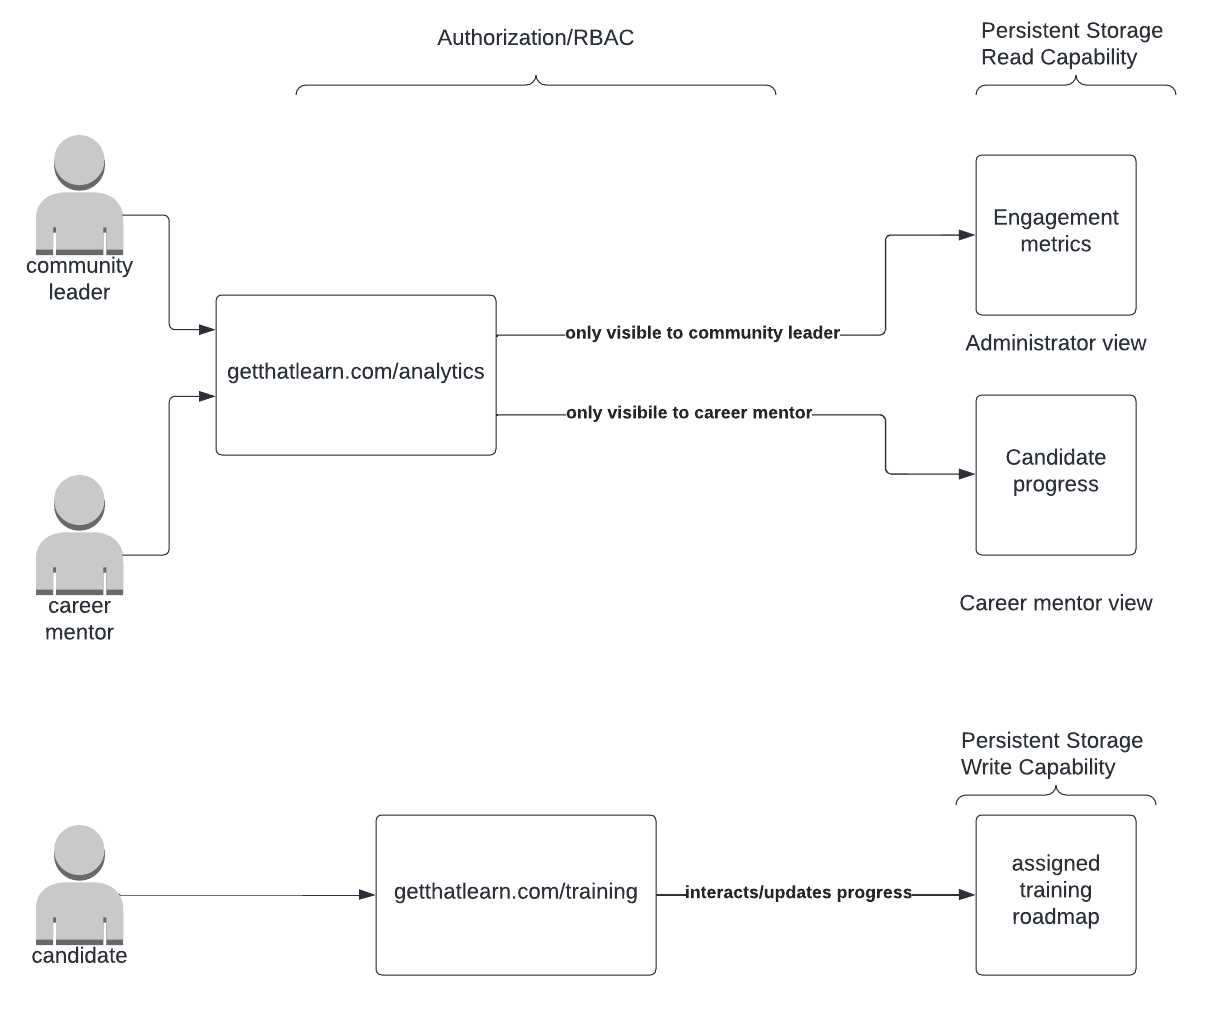 Authorization/RBAC
Persistent Storage
Read Capability
community
leader
getthatlearn.com/analytics
only visible to community leader
Engagement
metrics
Administrator view
only visibile to career mentor
Candidate
progress
career
mentor
Career mentor view
Persistent Storage
Write Capability
candidate
getthatlearn.com/training
interacts/updates progress
assigned
training
roadmap